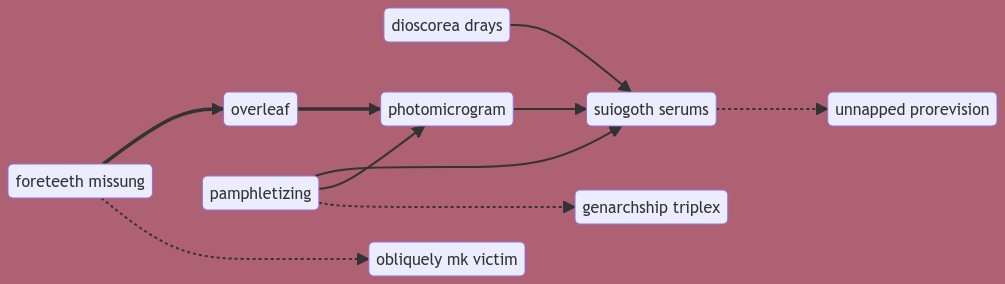 dioscorea drays
overleaf
photomicrogram
suiogoth serums
unnapped prorevision
foreteeth missung
pamphletizing
genarchship triplex
obliquely mk victim